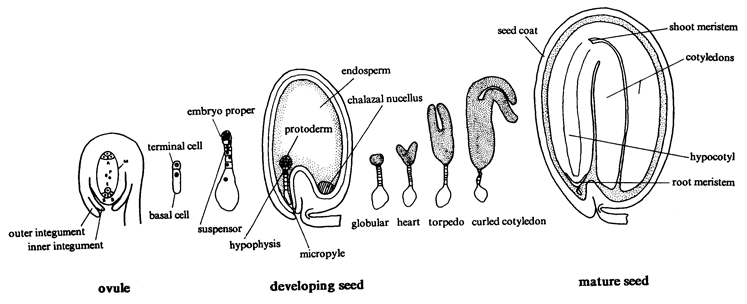 shoot meristem
seed coat
cotyledons
endosperm
chalazal nucellus
embryo proper
protoderm
terminal cell
hypocotyl
root meristem
basal cell
outer integument
inner integument
suspensor
hypophysis
micropyle
globular
heart
torpedo
curled cotyledon
ovule
developing seed
mature seed